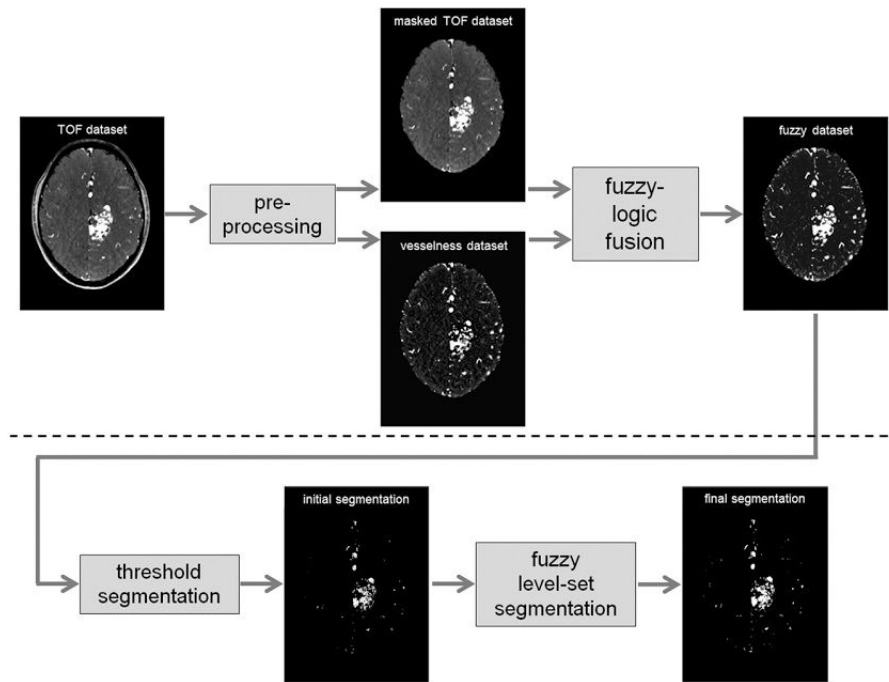 masked TOF dataset
TOF dataset
pre-
processing
vesselness dataset
fuzzy-
logic
fusion
fuzzy dataset
threshold
segmentation
initial segmentation
fuzzy
level-set
segmentation
final segmentation